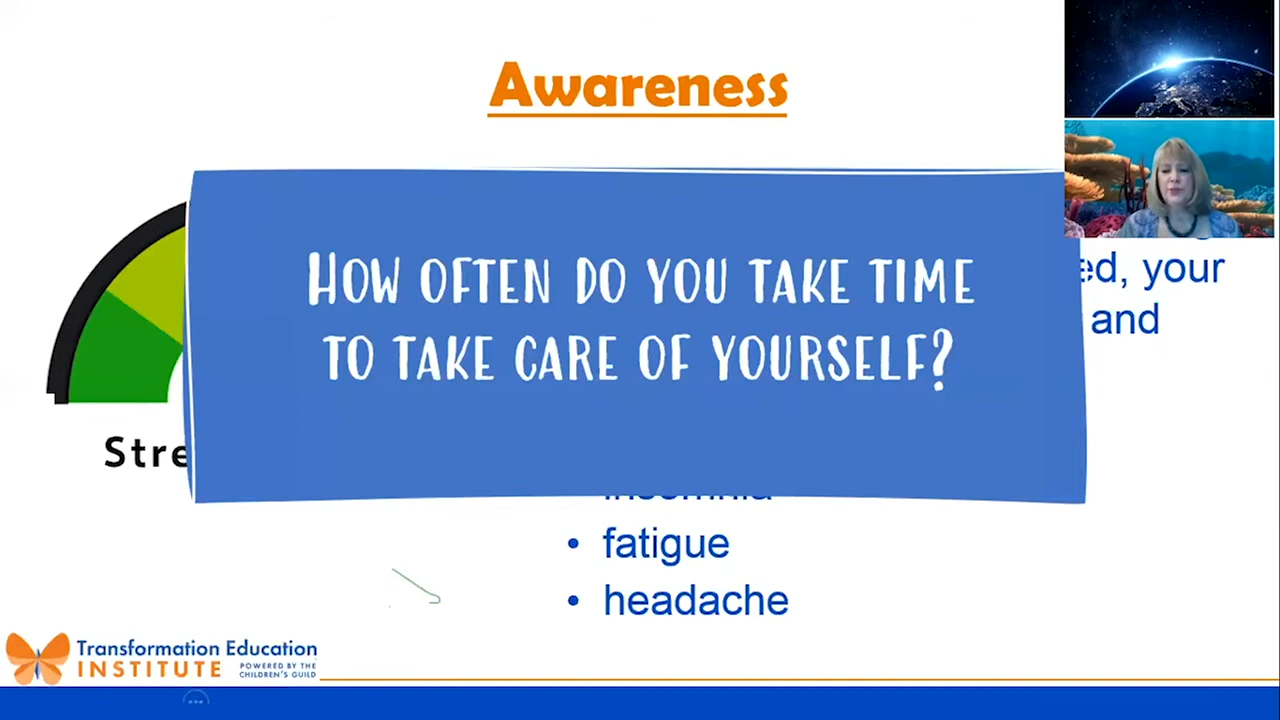 Awareness
HOW OFTEN DO YOU TAKE TIME
TO TAKE CARE OF YOURSELF?
ed, your
and
Stre
insomnia
• fatigue
• headache
Transformation Education
INSTITUTE
POWERED BY THE
CHILDREN'S GUILD